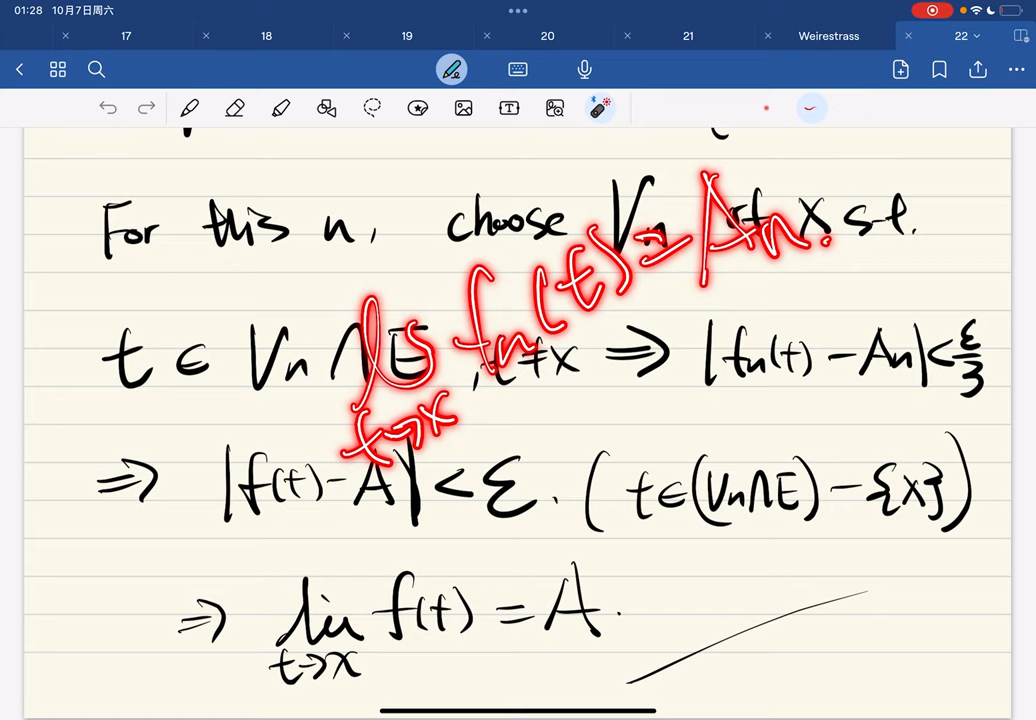 01:28 10月7日周六
17 18 19 20 21 Weirestrass 22
For this n, choose Vn of x s.t.
t ∈ Vn ∩ E, t ≠ x ⇒ |fn(t) - An| < ε/3
lim fn(t) = An.
t→x
⇒ |f(t) - A| < ε. (t ∈ (Vn ∩ E) - {x})
⇒ lim f(t) = A.
t→x